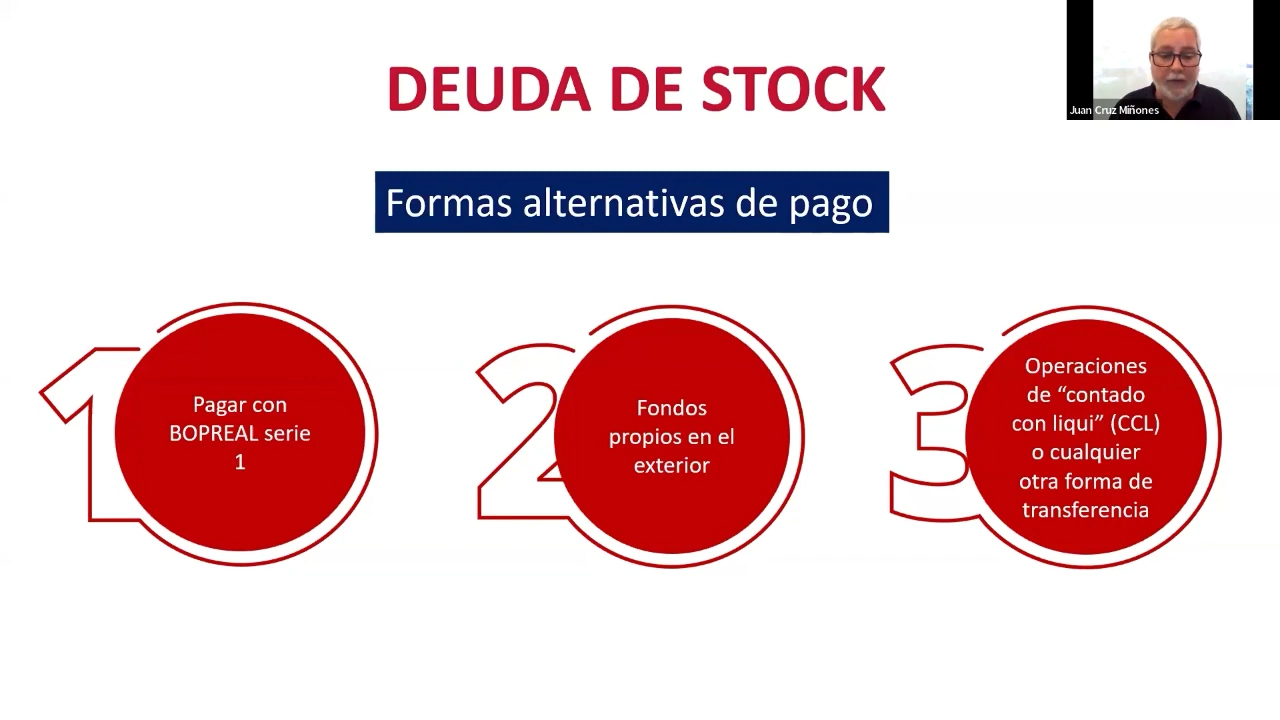 DEUDA DE STOCK
Juan Cruz Miñones
Formas alternativas de pago
1
Pagar con
BOPREAL serie
1
2
Fondos
propios en el
exterior
3
Operaciones
de “contado
con liqui” (CCL)
o cualquier
otra forma de
transferencia